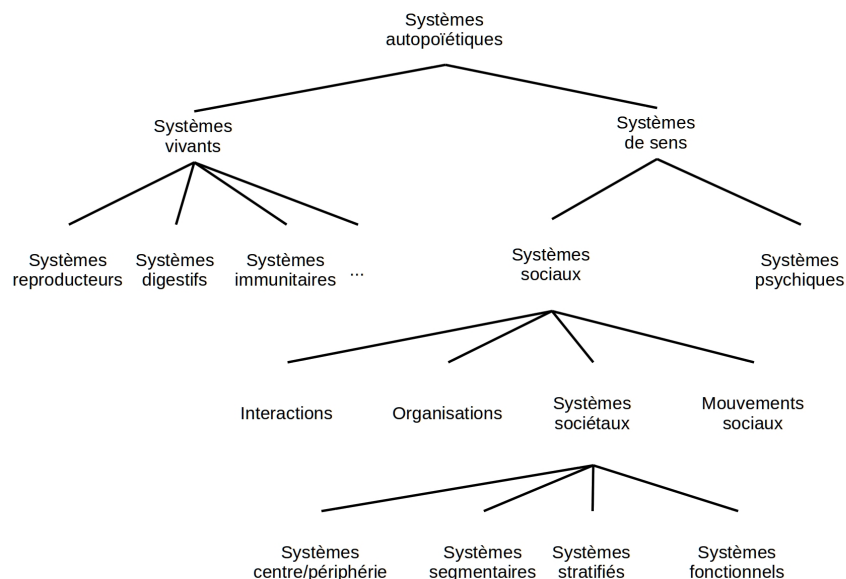 Systèmes
autopoïétiques
Systèmes
vivants
Systèmes
de sens
Systèmes
reproducteurs
Systèmes
digestifs
Systèmes
immunitaires
...
Systèmes
sociaux
Systèmes
psychiques
Interactions
Organisations
Systèmes
sociétaux
Mouvements
sociaux
Systèmes
centre/périphérie
Systèmes
segmentaires
Systèmes
stratifiés
Systèmes
fonctionnels